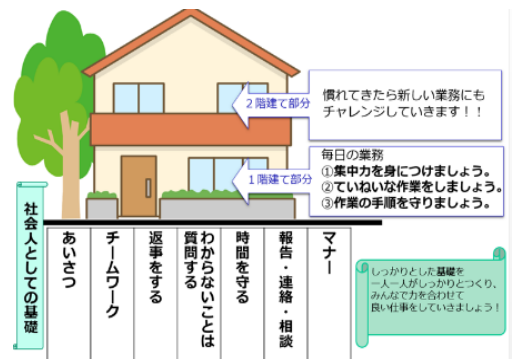 ２階建て部分
慣れてきたら新しい業務にも
チャレンジしていきます！！
１階建て部分
毎日の業務
①集中力を身につけましょう。
②ていねいな作業をしましょう。
③作業の手順を守りましょう。
社会人としての基礎
あいさつ
チームワーク
返事をする
わからないことは
質問する
時間を守る
報告・連絡・相談
マナー
しっかりとした基礎を
一人一人がしっかりとつくり、
みんなで力を合わせて
良い仕事をしていきましょう！